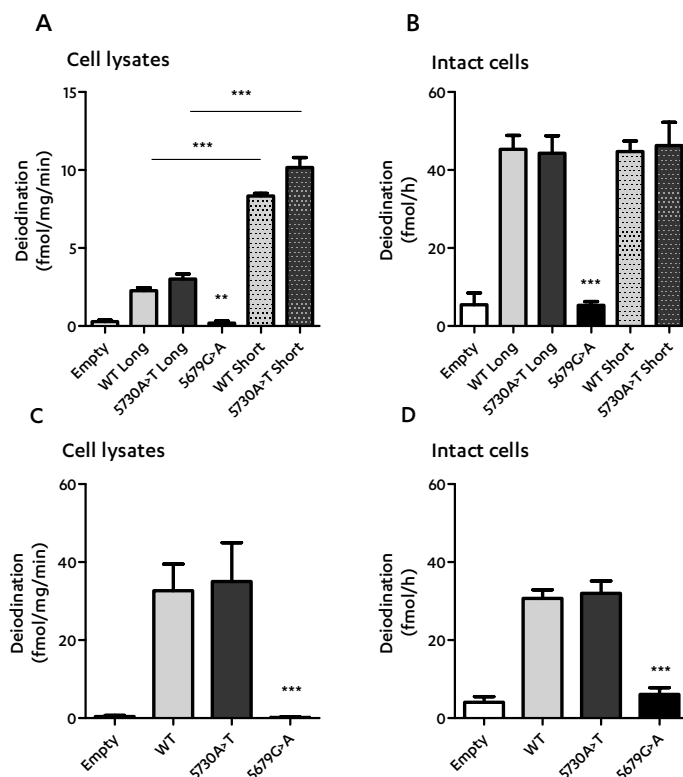 A
Cell lysates
Deiodination
(fmol/mg/min)
15
10
5
0
***
***
**
Empty
WT Long
5730A>T Long
5679G>A
WT Short
5730A>T Short
B
Intact cells
Deiodination
(fmol/h)
60
40
20
0
***
Empty
WT Long
5730A>T Long
5679G>A
WT Short
5730A>T Short
C
Cell lysates
Deiodination
(fmol/mg/min)
60
40
20
0
***
Empty
WT
5730A>T
5679G>A
D
Intact cells
Deiodination
(fmol/h)
60
40
20
0
***
Empty
WT
5730A>T
5679G>A